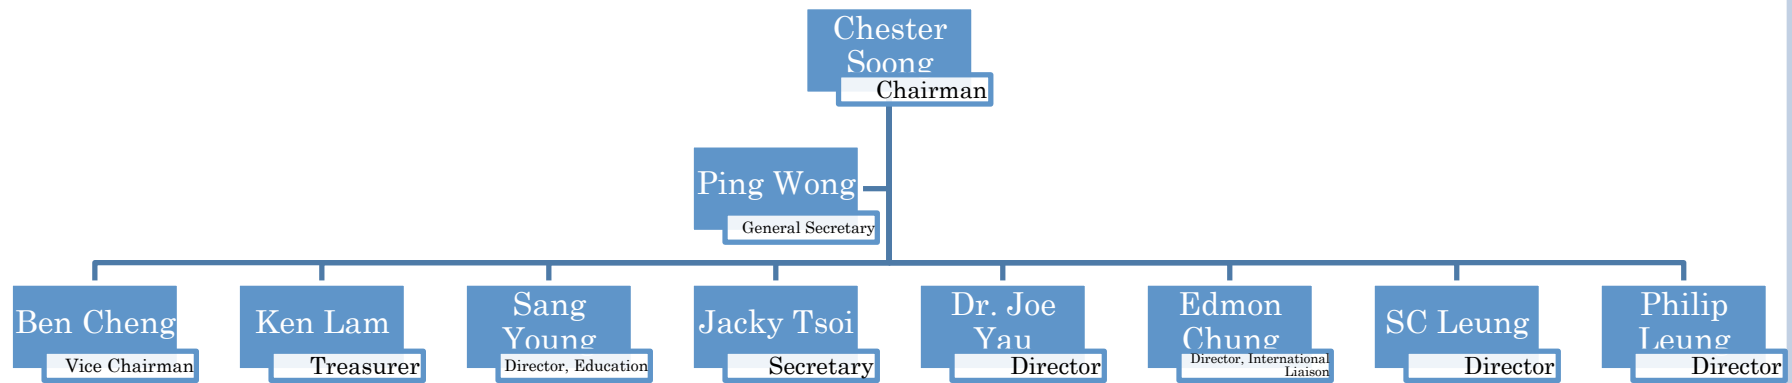 Chester
Soong
Chairman
Ping Wong
General Secretary
Ben Cheng
Vice Chairman
Ken Lam
Treasurer
Sang
Young
Director, Education
Jacky Tsoi
Secretary
Dr. Joe
Yau
Director
Edmon
Chung
Director, International
Liaison
SC Leung
Director
Philip
Leung
Director